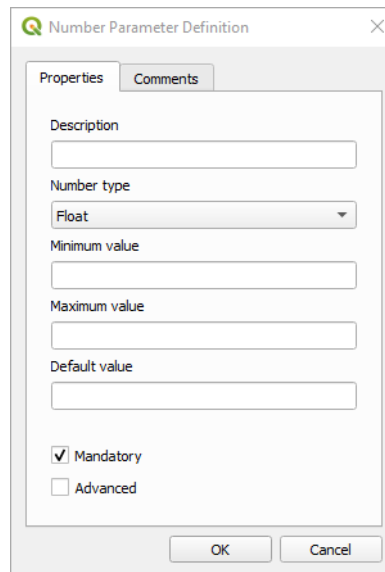 Number Parameter Definition
Properties
Comments
Description
Number type
Float
Minimum value
Maximum value
Default value
Mandatory
Advanced
OK
Cancel